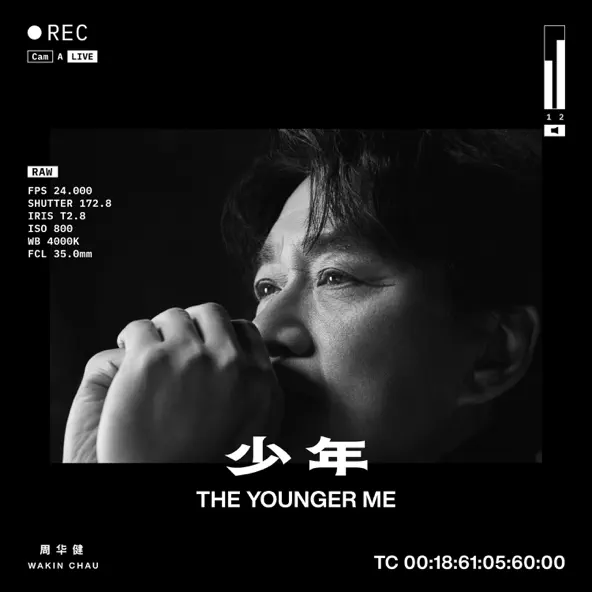 REC
Cam A LIVE
1 2
RAW
FPS 24.000
SHUTTER 172.8
IRIS T2.8
ISO 800
WB 4000K
FCL 35.0mm
少年
THE YOUNGER ME
周华健
WAKIN CHAU
TC 00:18:61:05:60:00